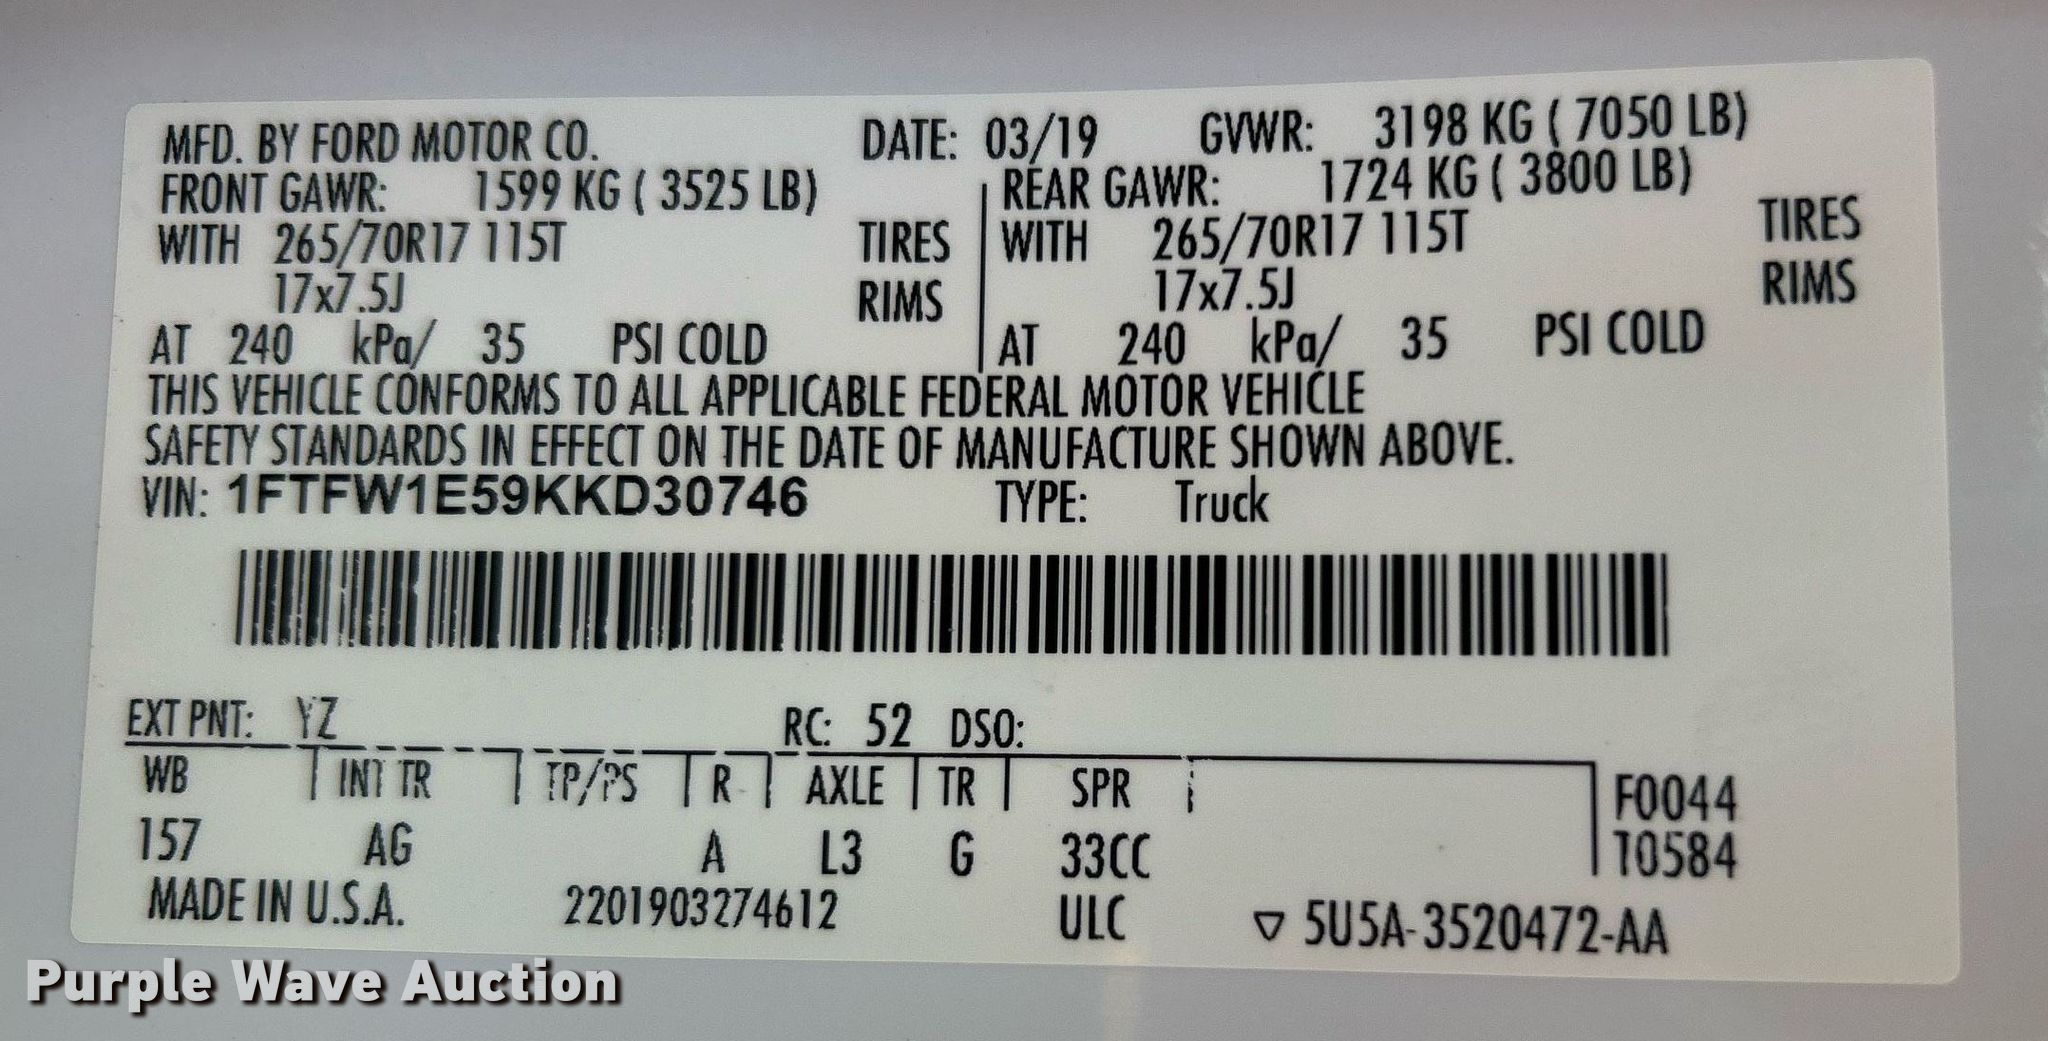 MFD. BY FORD MOTOR CO. DATE: 03/19 GVWR: 3198 KG ( 7050 LB)
FRONT GAWR: 1599 KG ( 3525 LB) REAR GAWR: 1724 KG ( 3800 LB)
WITH 265/70R17 115T TIRES WITH 265/70R17 115T TIRES
17x7.5J RIMS 17x7.5J RIMS
AT 240 kPa/ 35 PSI COLD AT 240 kPa/ 35 PSI COLD
THIS VEHICLE CONFORMS TO ALL APPLICABLE FEDERAL MOTOR VEHICLE
SAFETY STANDARDS IN EFFECT ON THE DATE OF MANUFACTURE SHOWN ABOVE.
VIN: 1FTFW1E59KKD30746 TYPE: Truck
EXT PNT: YZ RC: 52 DSO:
WB INT TR TP/PS R AXLE TR SPR F0044
157 AG A L3 G 33CC T0584
MADE IN U.S.A. 2201903274612 ULC ▽ 5U5A-3520472-AA
Purple Wave Auction